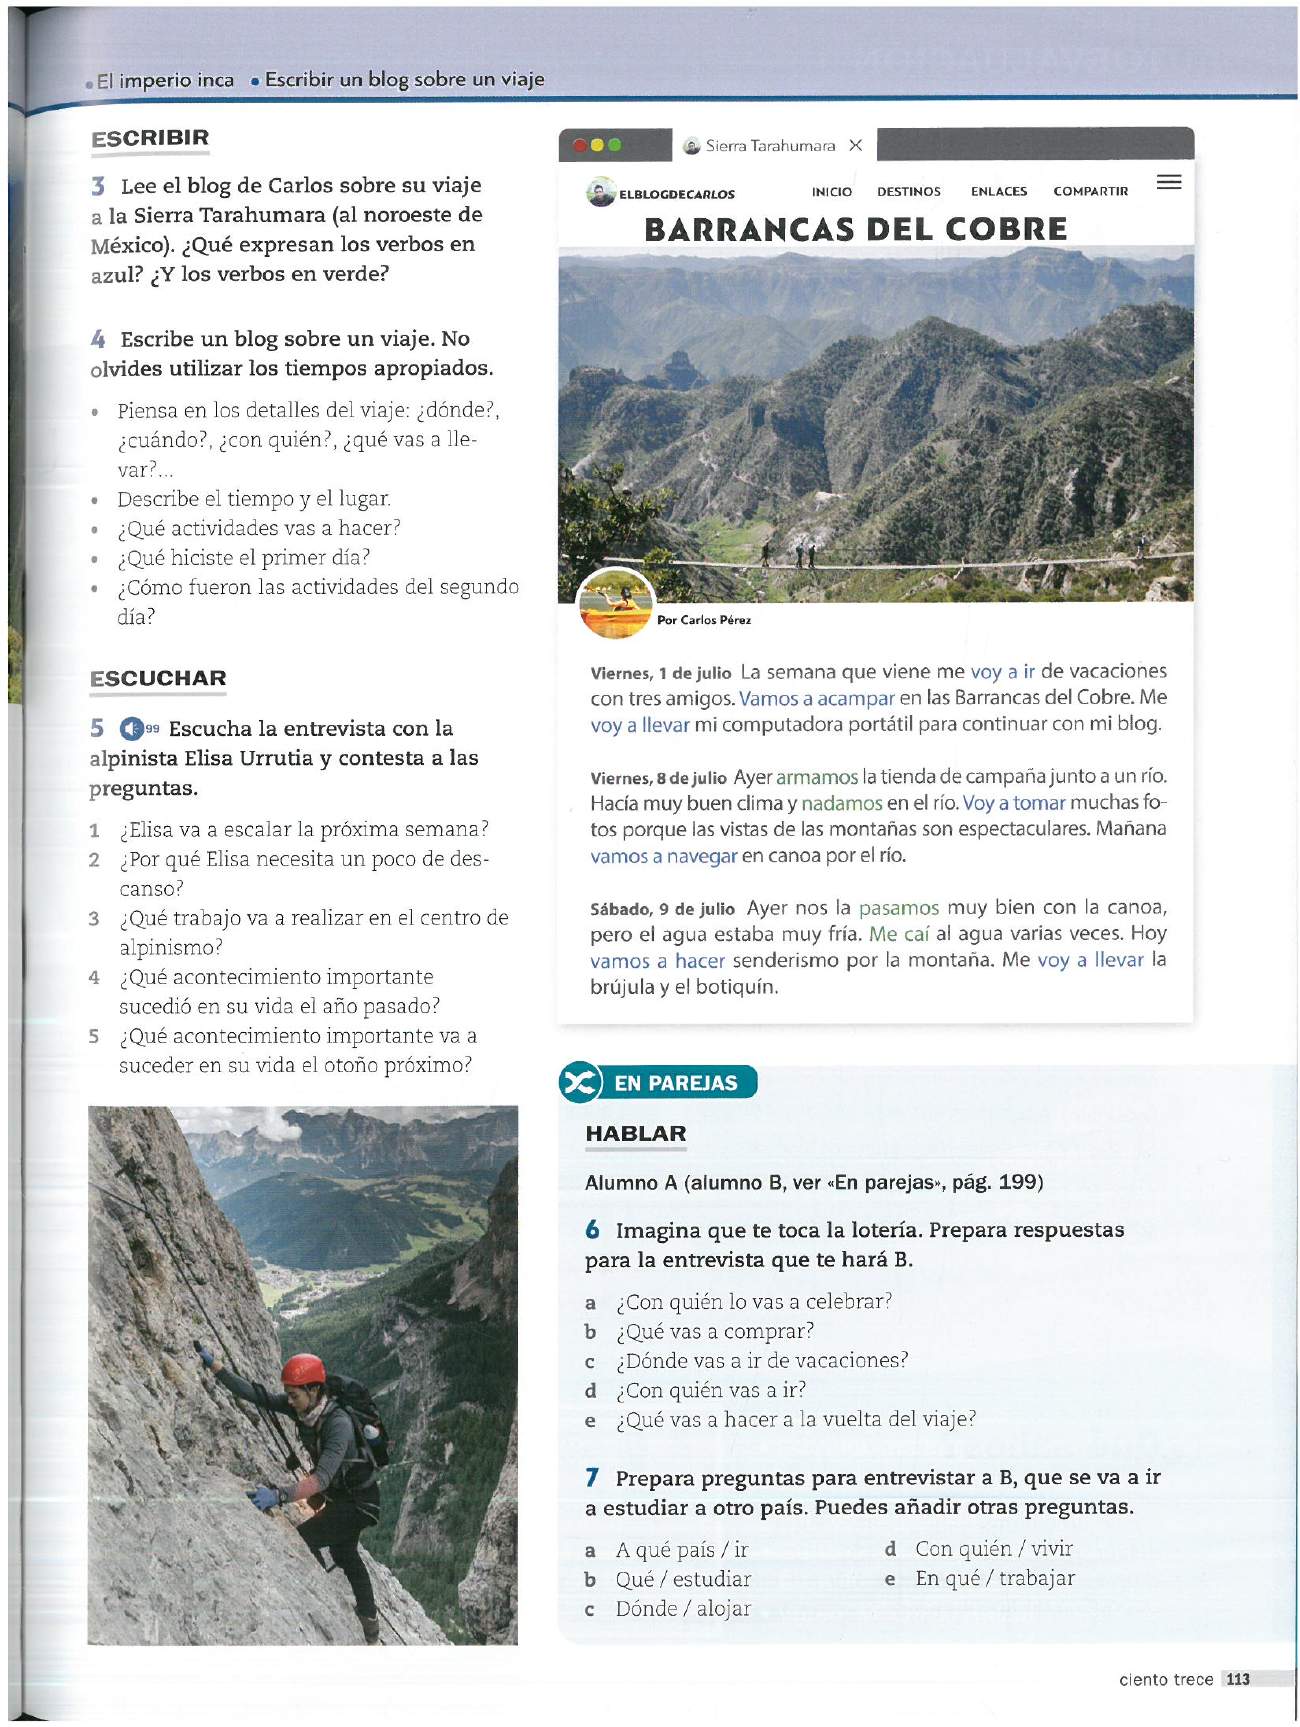 • El imperio inca • Escribir un blog sobre un viaje
ESCRIBIR
3 Lee el blog de Carlos sobre su viaje
a la Sierra Tarahumara (al noroeste de
México). ¿Qué expresan los verbos en
azul? ¿Y los verbos en verde?
4 Escribe un blog sobre un viaje. No
olvides utilizar los tiempos apropiados.
• Piensa en los detalles del viaje: ¿dónde?,
¿cuándo?, ¿con quién?, ¿qué vas a lle-
var?...
• Describe el tiempo y el lugar.
• ¿Qué actividades vas a hacer?
• ¿Qué hiciste el primer día?
• ¿Cómo fueron las actividades del segundo
día?
ESCUCHAR
5 99 Escucha la entrevista con la
alpinista Elisa Urrutia y contesta a las
preguntas.
1 ¿Elisa va a escalar la próxima semana?
2 ¿Por qué Elisa necesita un poco de des-
canso?
3 ¿Qué trabajo va a realizar en el centro de
alpinismo?
4 ¿Qué acontecimiento importante
sucedió en su vida el año pasado?
5 ¿Qué acontecimiento importante va a
suceder en su vida el otoño próximo?
Sierra Tarahumara X
ELBLOGDECARLOS INICIO DESTINOS ENLACES COMPARTIR
BARRANCAS DEL COBRE
Por Carlos Pérez
Viernes, 1 de julio La semana que viene me voy a ir de vacaciones
con tres amigos. Vamos a acampar en las Barrancas del Cobre. Me
voy a llevar mi computadora portátil para continuar con mi blog.
Viernes, 8 de julio Ayer armamos la tienda de campaña junto a un río.
Hacía muy buen clima y nadamos en el río. Voy a tomar muchas fo-
tos porque las vistas de las montañas son espectaculares. Mañana
vamos a navegar en canoa por el río.
Sábado, 9 de julio Ayer nos la pasamos muy bien con la canoa,
pero el agua estaba muy fría. Me caí al agua varias veces. Hoy
vamos a hacer senderismo por la montaña. Me voy a llevar la
brújula y el botiquín.
EN PAREJAS
HABLAR
Alumno A (alumno B, ver «En parejas», pág. 199)
6 Imagina que te toca la lotería. Prepara respuestas
para la entrevista que te hará B.
a ¿Con quién lo vas a celebrar?
b ¿Qué vas a comprar?
c ¿Dónde vas a ir de vacaciones?
d ¿Con quién vas a ir?
e ¿Qué vas a hacer a la vuelta del viaje?
7 Prepara preguntas para entrevistar a B, que se va a ir
a estudiar a otro país. Puedes añadir otras preguntas.
a A qué país / ir
b Qué / estudiar
c Dónde / alojar
d Con quién / vivir
e En qué / trabajar
ciento trece 113